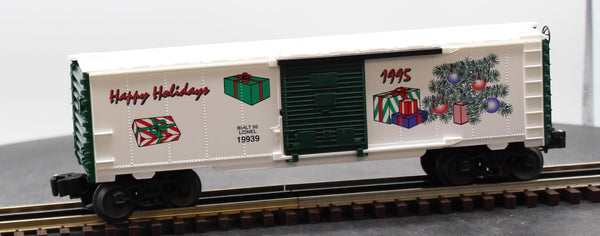 Happy Holidays
BUILT 95
LIONEL
19939
1995